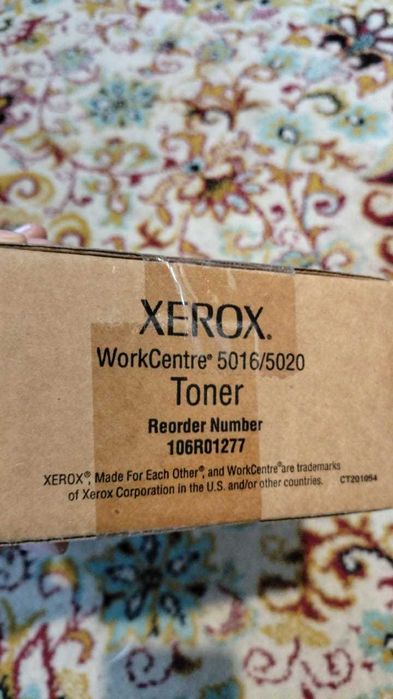 XEROX.
WorkCentre® 5016/5020
Toner
Reorder Number
106R01277
XEROX®, Made For Each Other®, and WorkCentre® are trademarks
of Xerox Corporation in the U.S. and/or other countries. CT201054